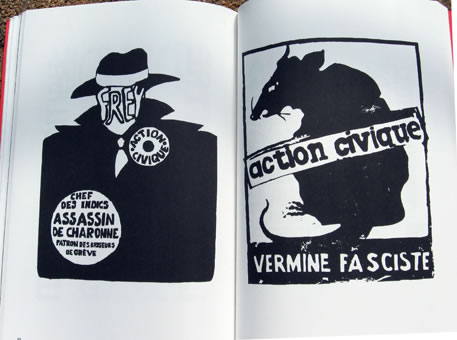 FREY
ACTION
CIVIQUE
CHEF
DES INDICS
ASSASSIN
DE CHARONNE
PATRON DES BRISEURS
DE GRÈVE
action civique
VERMINE FASCISTE